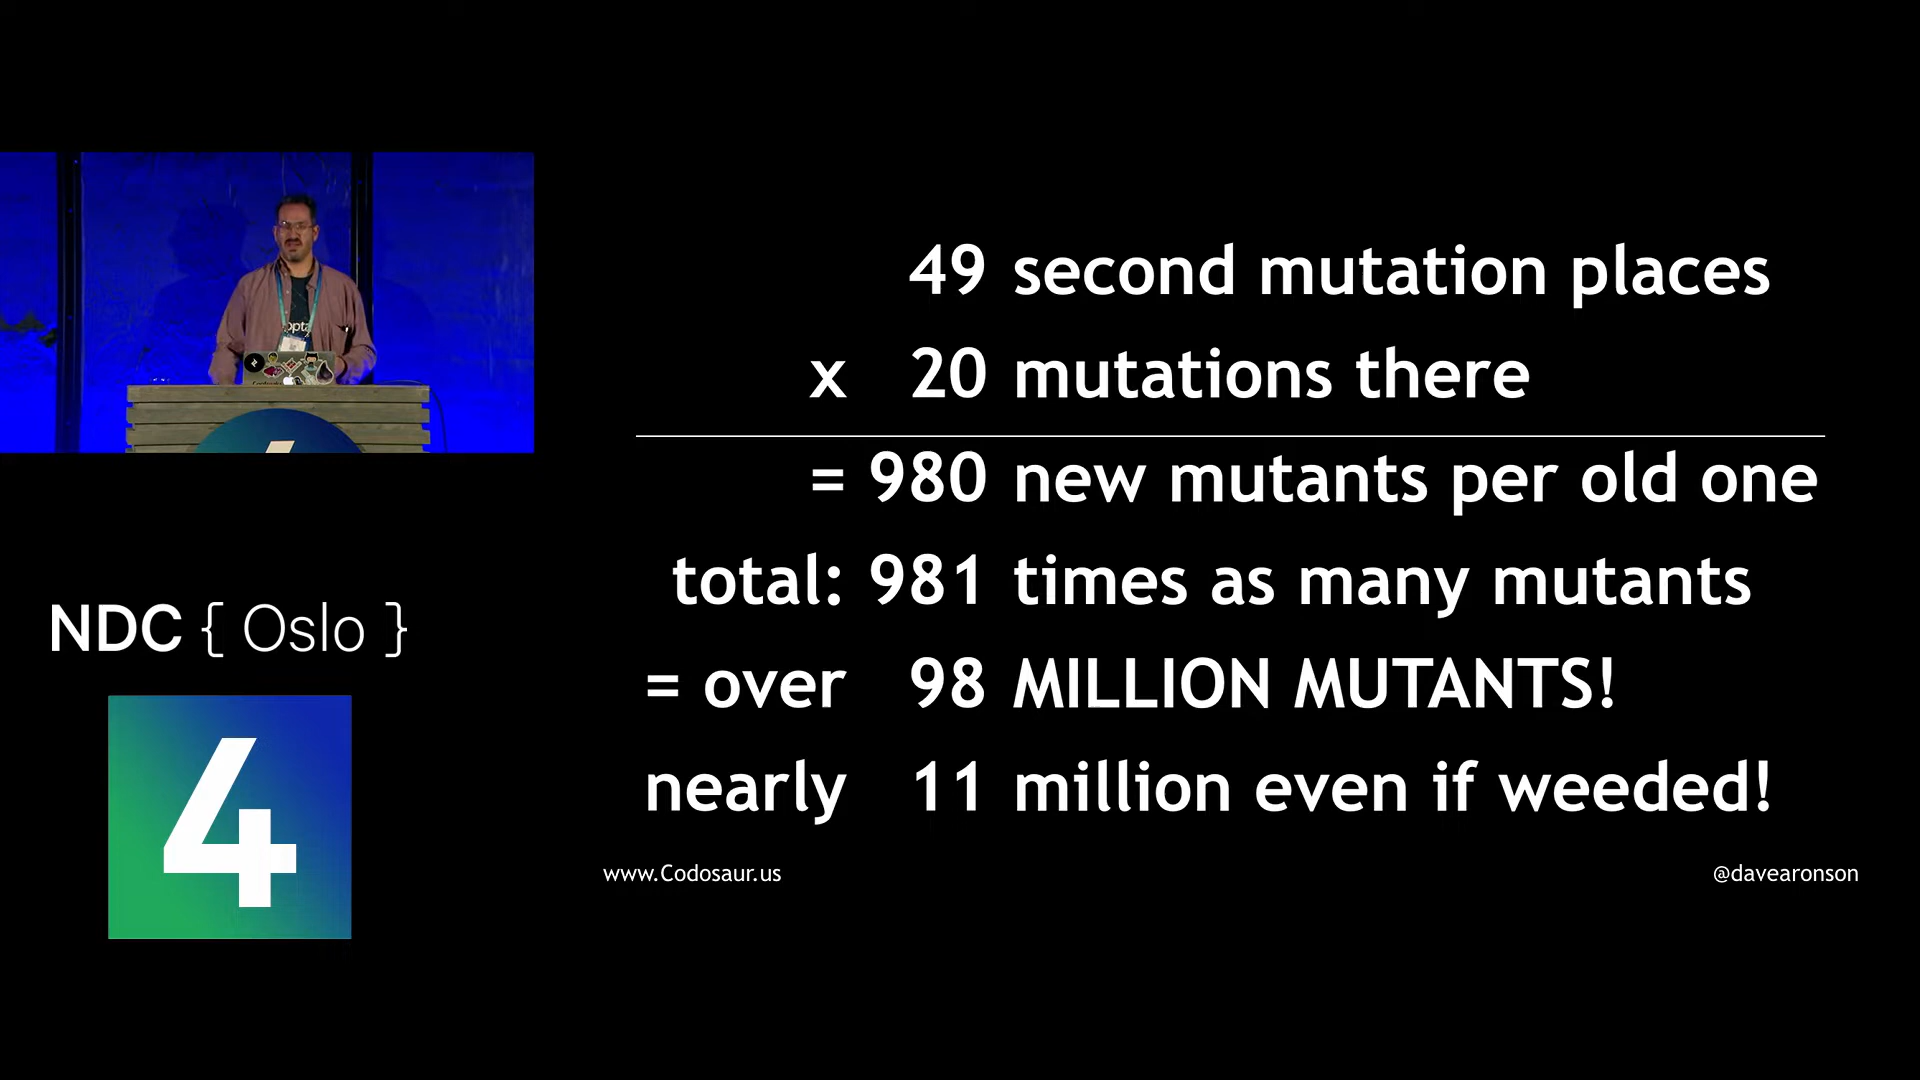 49 second mutation places
x 20 mutations there
= 980 new mutants per old one
total: 981 times as many mutants
= over 98 MILLION MUTANTS!
nearly 11 million even if weeded!
www.Codosaur.us
@davearonson
NDC { Oslo }
4